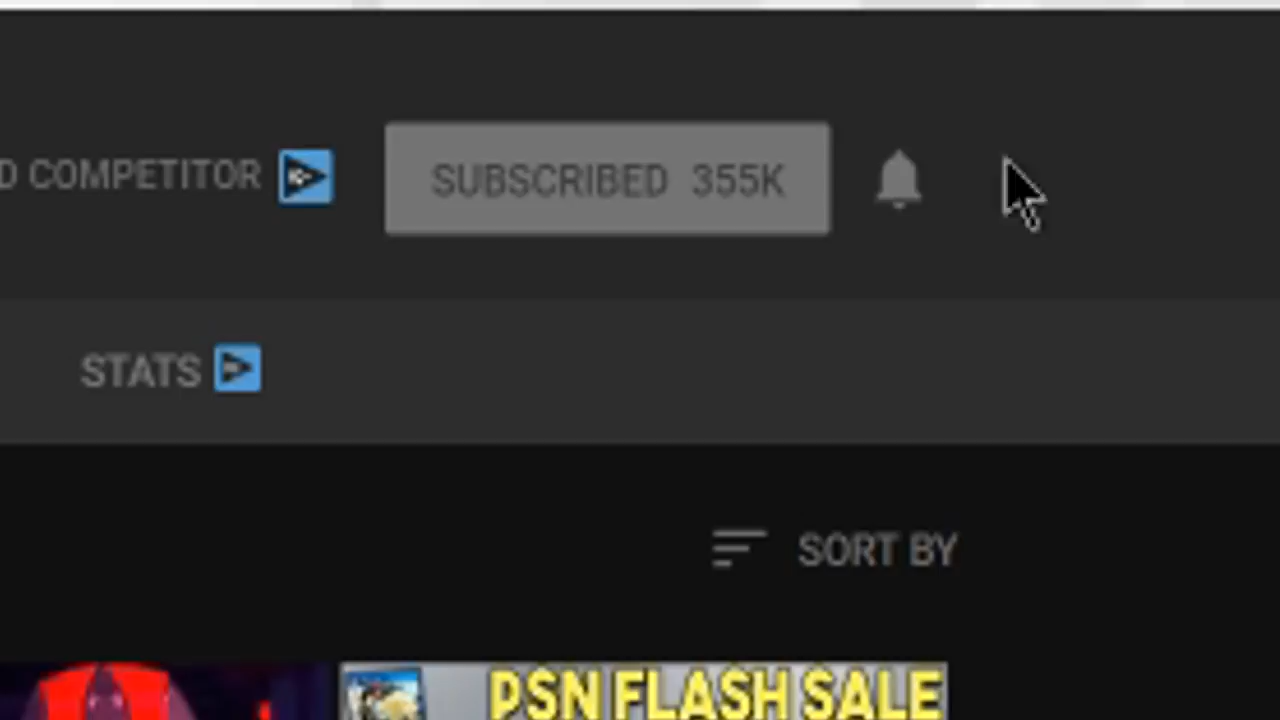 D COMPETITOR
SUBSCRIBED 355K
STATS
SORT BY
PSN FLASH SALE